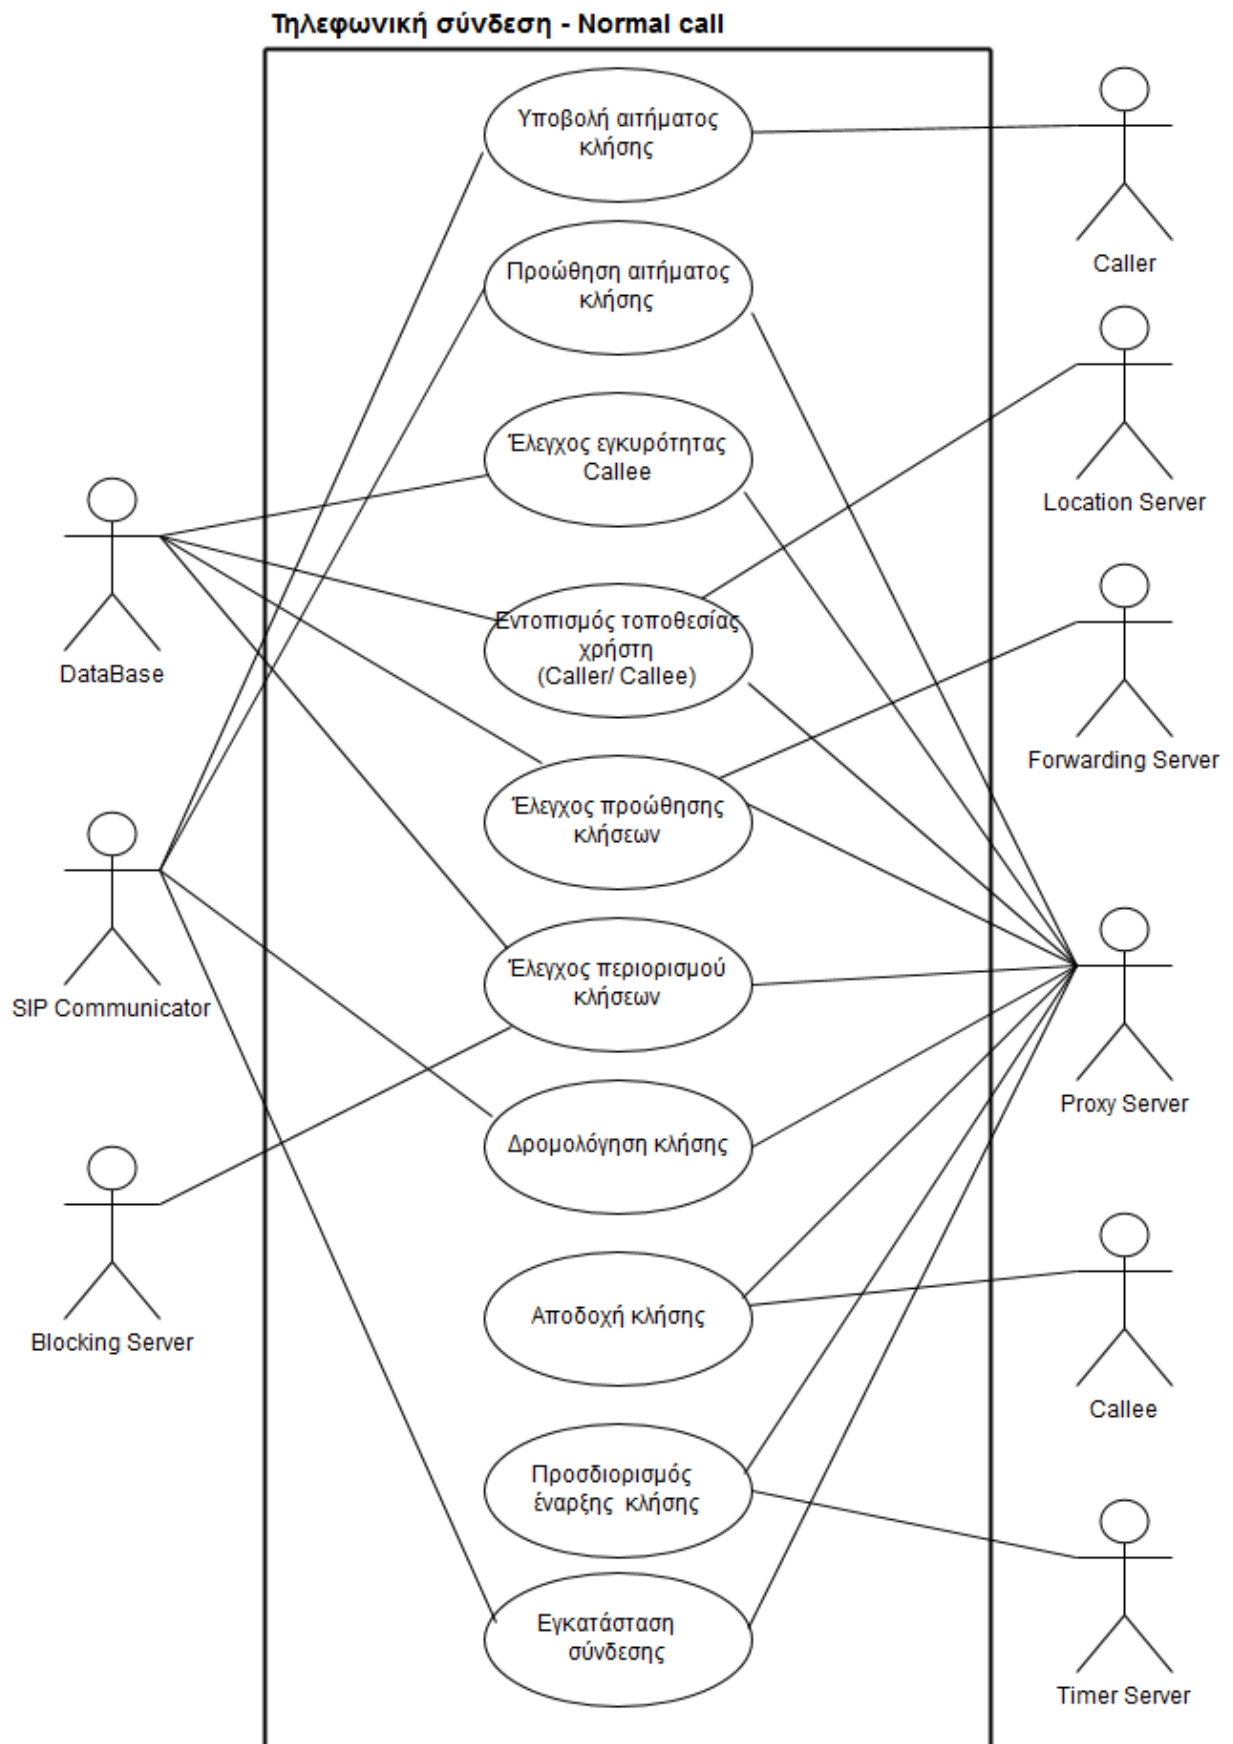 Τηλεφωνική σύνδεση - Normal call
Υποβολή αιτήματος
κλήσης
Caller
Προώθηση αιτήματος
κλήσης
Location Server
Έλεγχος εγκυρότητας
Callee
DataBase
Εντοπισμός τοποθεσίας
χρήστη
(Caller/ Callee)
Forwarding Server
Έλεγχος προώθησης
κλήσεων
SIP Communicator
Έλεγχος περιορισμού
κλήσεων
Proxy Server
Δρομολόγηση κλήσης
Blocking Server
Αποδοχή κλήσης
Callee
Προσδιορισμός
έναρξης κλήσης
Εγκατάσταση
σύνδεσης
Timer Server